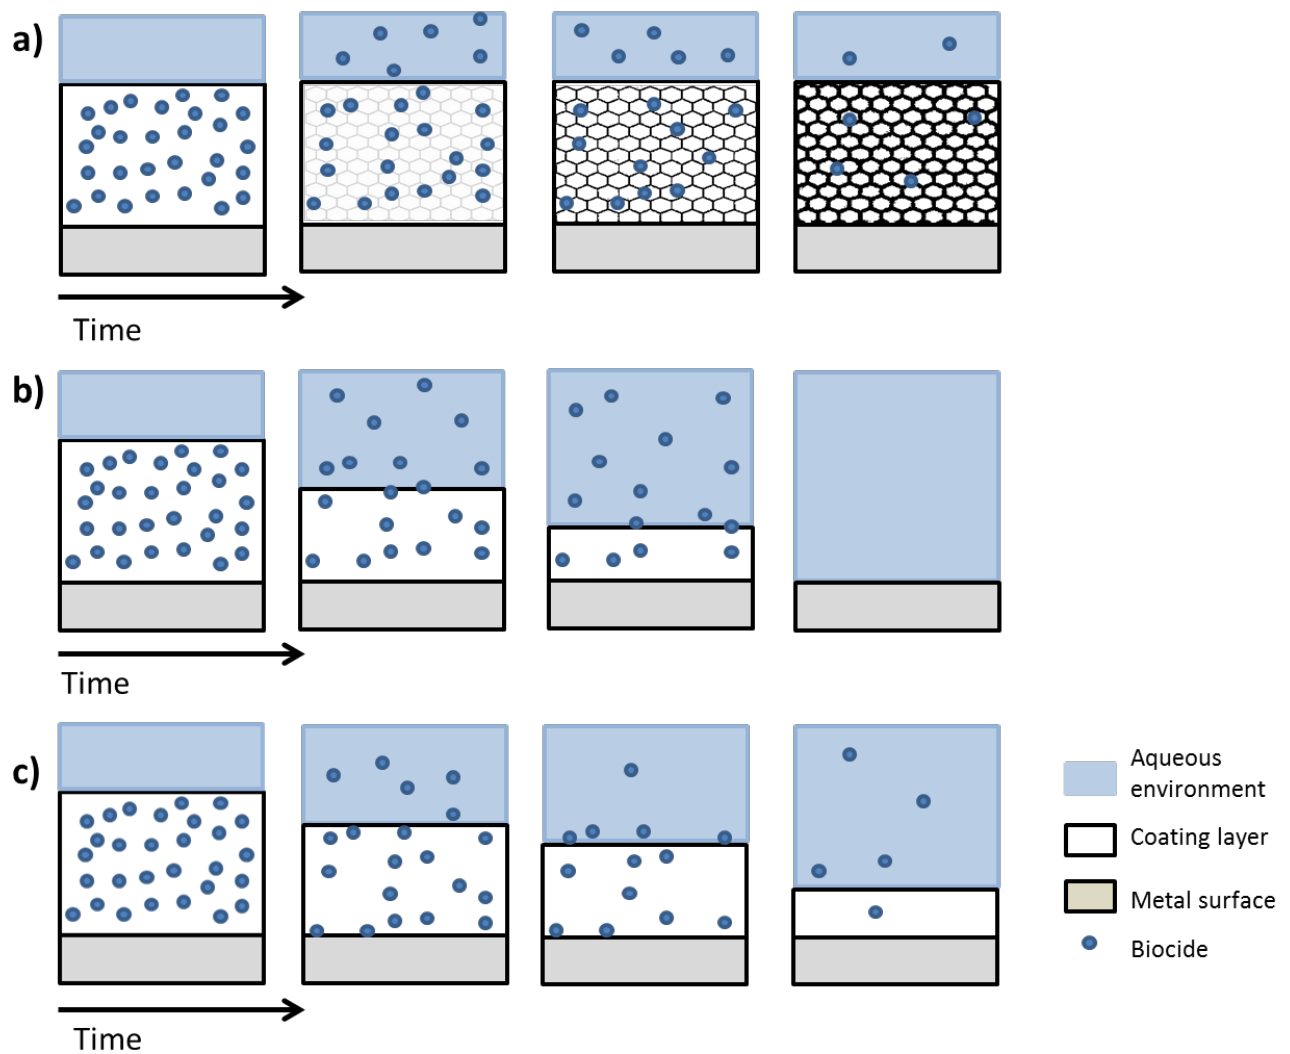 a)
Time
b)
Time
c)
Aqueous
environment
Coating layer
Metal surface
Biocide
Time